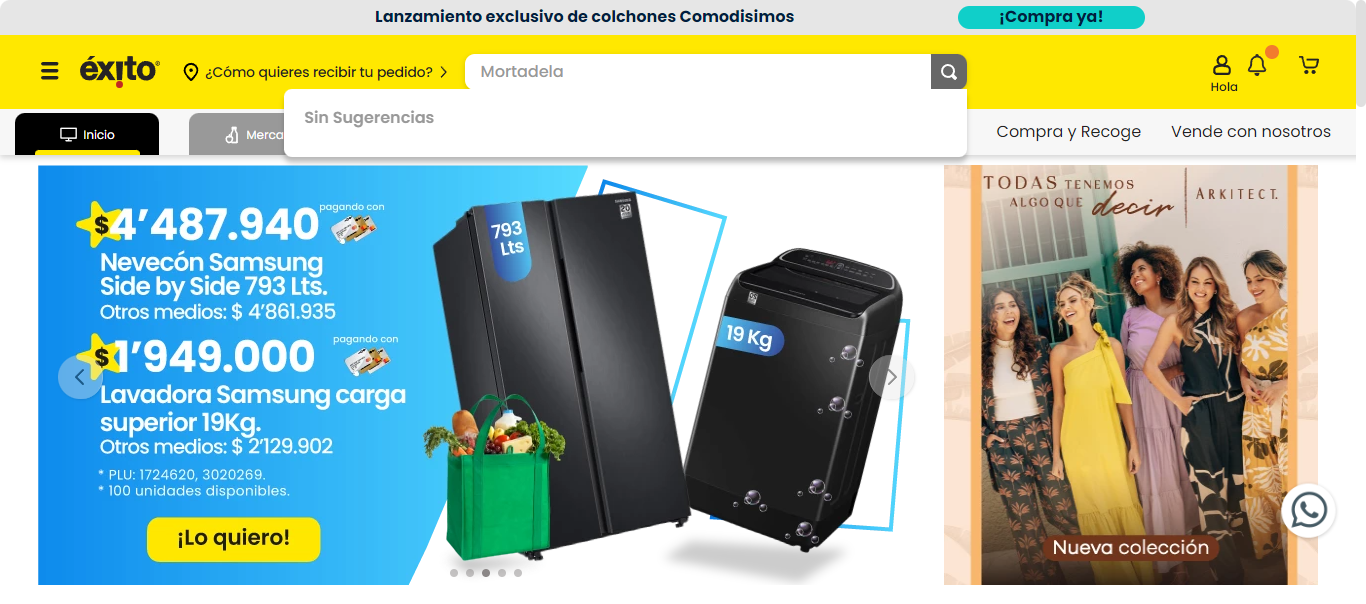 Lanzamiento exclusivo de colchones Comodisimos
¡Compra ya!
éxito
¿Cómo quieres recibir tu pedido?
Mortadela
Hola
Sin Sugerencias
Inicio
Merca
Compra y Recoge
Vende con nosotros
$4'487.940
pagando con
Nevecón Samsung
Side by Side 793 Lts.
Otros medios: $ 4'861.935
$1'949.000
pagando con
Lavadora Samsung carga
superior 19Kg.
Otros medios: $ 2'129.902
* PLU: 1724620, 3020269.
* 100 unidades disponibles.
¡Lo quiero!
793
Lts
SAMSUNG
20
19 Kg
TODAS TENEMOS
ALGO QUE decir
ARKITECT.
Nueva colección